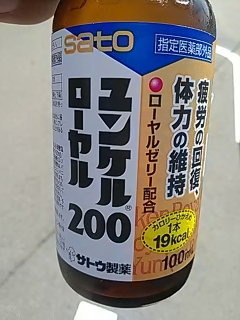 sato
指定医薬部外品
疲労の回復
体力の維持
ローヤルゼリー配合
ユンケル®
ローヤル
200
カロリーひかえめ
1本
19kcal
100m
サトウ製薬